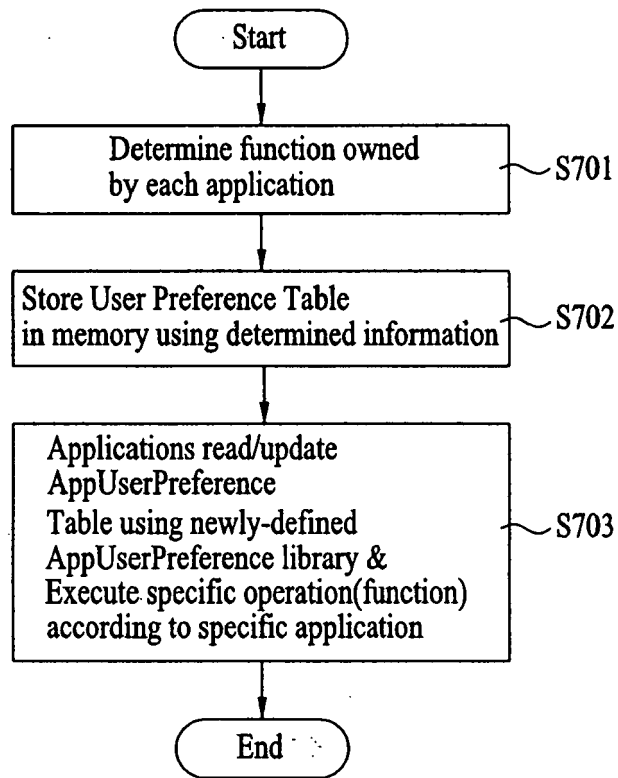 Start
Determine function owned
by each application
S701
Store User Preference Table
in memory using determined information
S702
Applications read/update
AppUserPreference
Table using newly-defined
AppUserPreference library &
Execute specific operation(function)
according to specific application
S703
End